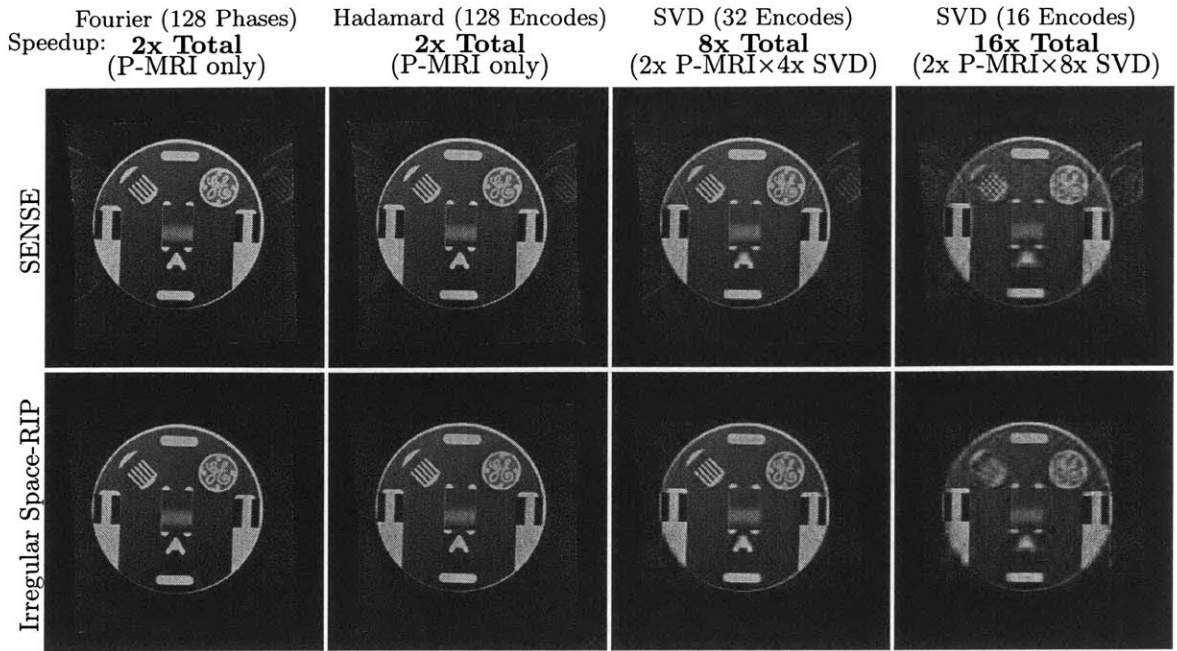 Fourier (128 Phases)
Hadamard (128 Encodes)
SVD (32 Encodes)
SVD (16 Encodes)
Speedup: 2x Total
2x Total
8x Total
16x Total
(P-MRI only)
(P-MRI only)
(2x P-MRI×4x SVD)
(2x P-MRI×8x SVD)
SENSE
Irregular Space-RIP